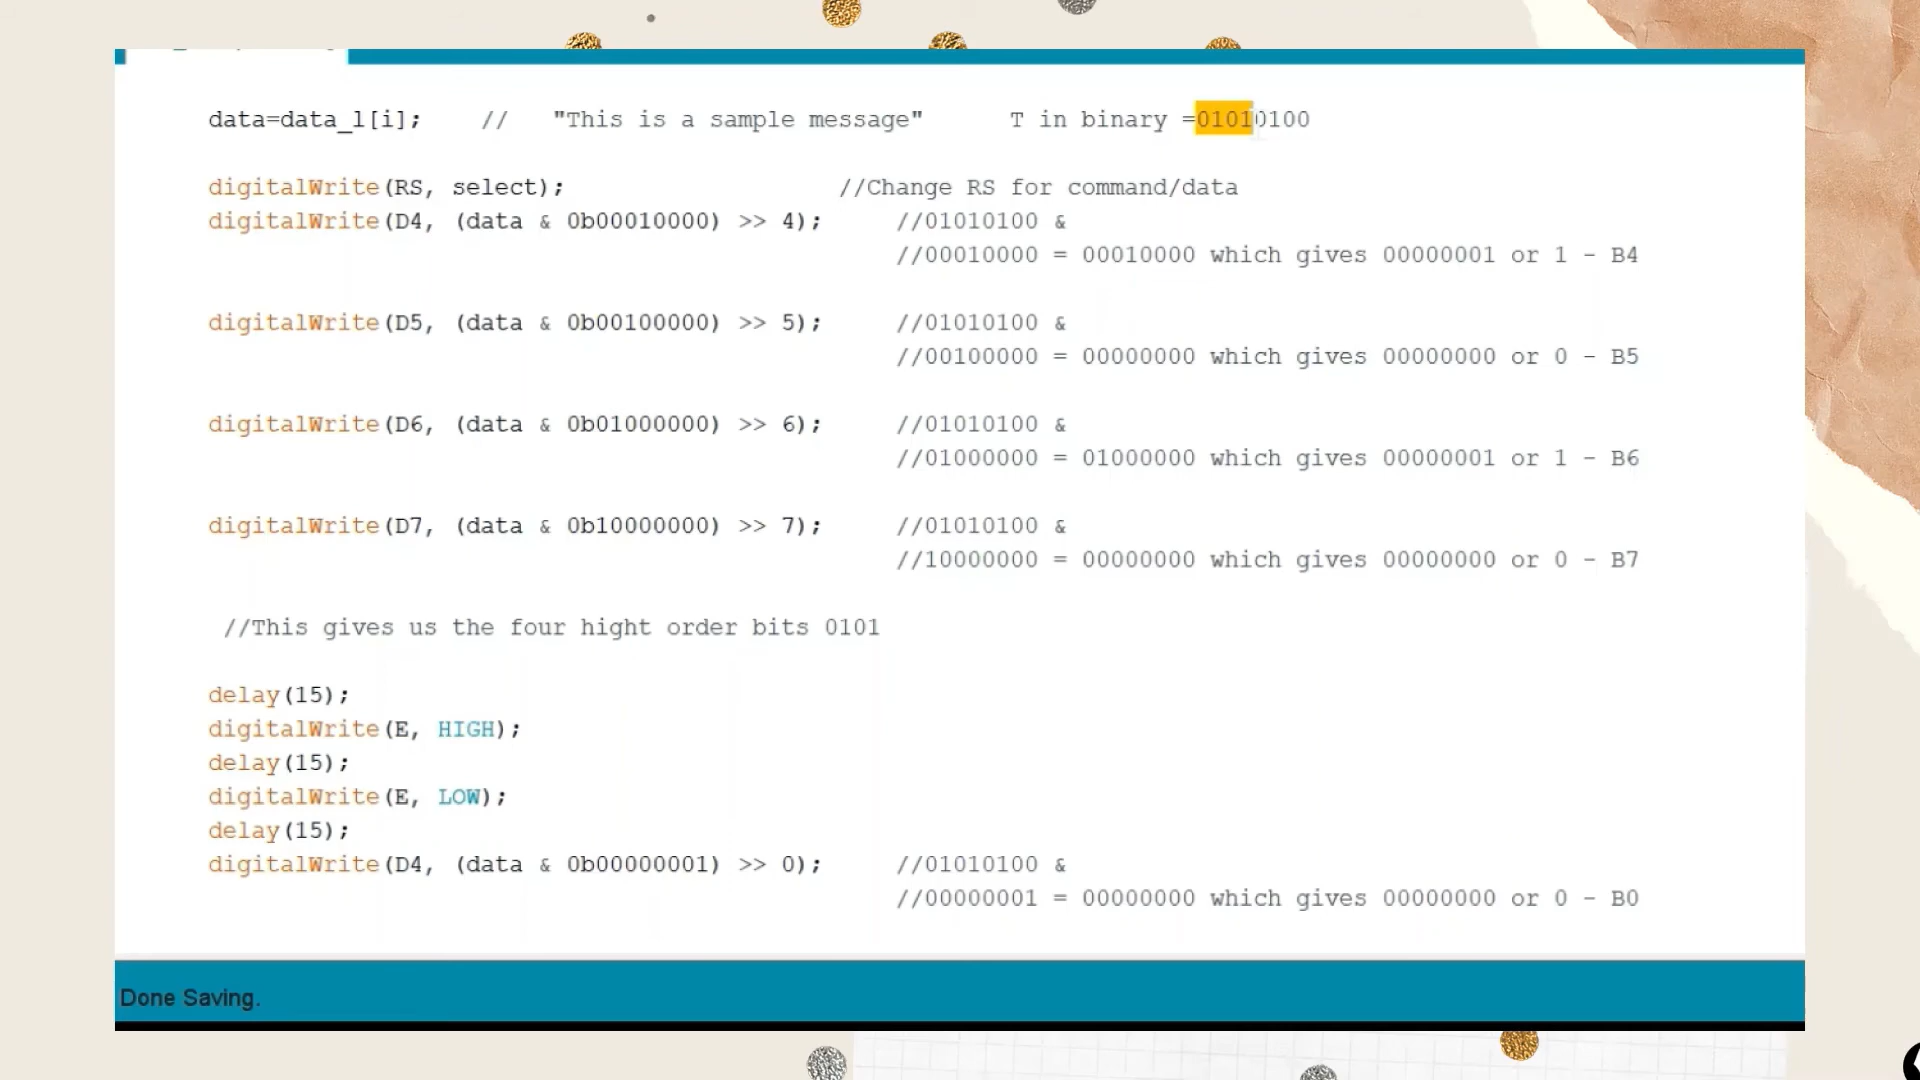 data=data_l[i]; // "This is a sample message" T in binary =01010100
digitalWrite(RS, select); //Change RS for command/data
digitalWrite(D4, (data & 0b00010000) >> 4); //01010100 &
//00010000 = 00010000 which gives 00000001 or 1 - B4
digitalWrite(D5, (data & 0b00100000) >> 5); //01010100 &
//00100000 = 00000000 which gives 00000000 or 0 - B5
digitalWrite(D6, (data & 0b01000000) >> 6); //01010100 &
//01000000 = 01000000 which gives 00000001 or 1 - B6
digitalWrite(D7, (data & 0b10000000) >> 7); //01010100 &
//10000000 = 00000000 which gives 00000000 or 0 - B7
//This gives us the four hight order bits 0101
delay(15);
digitalWrite(E, HIGH);
delay(15);
digitalWrite(E, LOW);
delay(15);
digitalWrite(D4, (data & 0b00000001) >> 0); //01010100 &
//00000001 = 00000000 which gives 00000000 or 0 - B0
Done Saving.